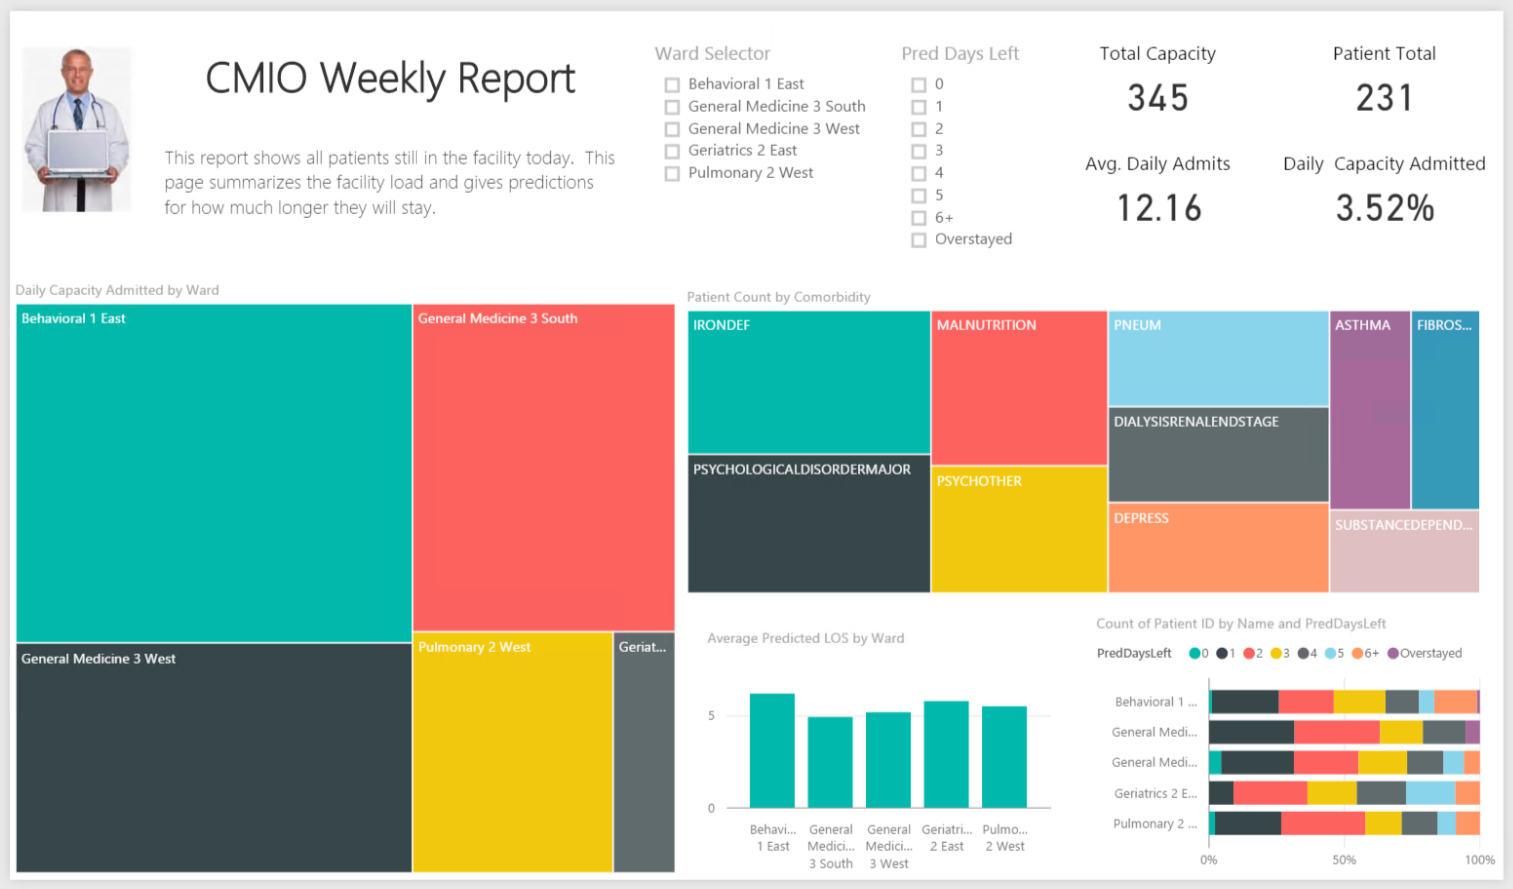 CMIO Weekly Report
This report shows all patients still in the facility today.  This
page summarizes the facility load and gives predictions
for how much longer they will stay.
Ward Selector
Behavioral 1 East
General Medicine 3 South
General Medicine 3 West
Geriatrics 2 East
Pulmonary 2 West
Pred Days Left
0
1
2
3
4
5
6+
Overstayed
Total Capacity
345
Patient Total
231
Avg. Daily Admits
12.16
Daily  Capacity Admitted
3.52%
Daily Capacity Admitted by Ward
Behavioral 1 East
General Medicine 3 South
General Medicine 3 West
Pulmonary 2 West
Geriat...
Patient Count by Comorbidity
IRONDEF
MALNUTRITION
PNEUM
ASTHMA
FIBROS...
DIALYSISRENALENDSTAGE
PSYCHOLOGICALDISORDERMAJOR
PSYCHOTHER
DEPRESS
SUBSTANCEDEPEND...
Average Predicted LOS by Ward
5
0
Behavi...
1 East
General
Medici...
3 South
General
Medici...
3 West
Geriatri...
2 East
Pulmo...
2 West
Count of Patient ID by Name and PredDaysLeft
PredDaysLeft 0 1 2 3 4 5 6+ Overstayed
Behavioral 1 ...
General Medi...
General Medi...
Geriatrics 2 E...
Pulmonary 2 ...
0% 50% 100%